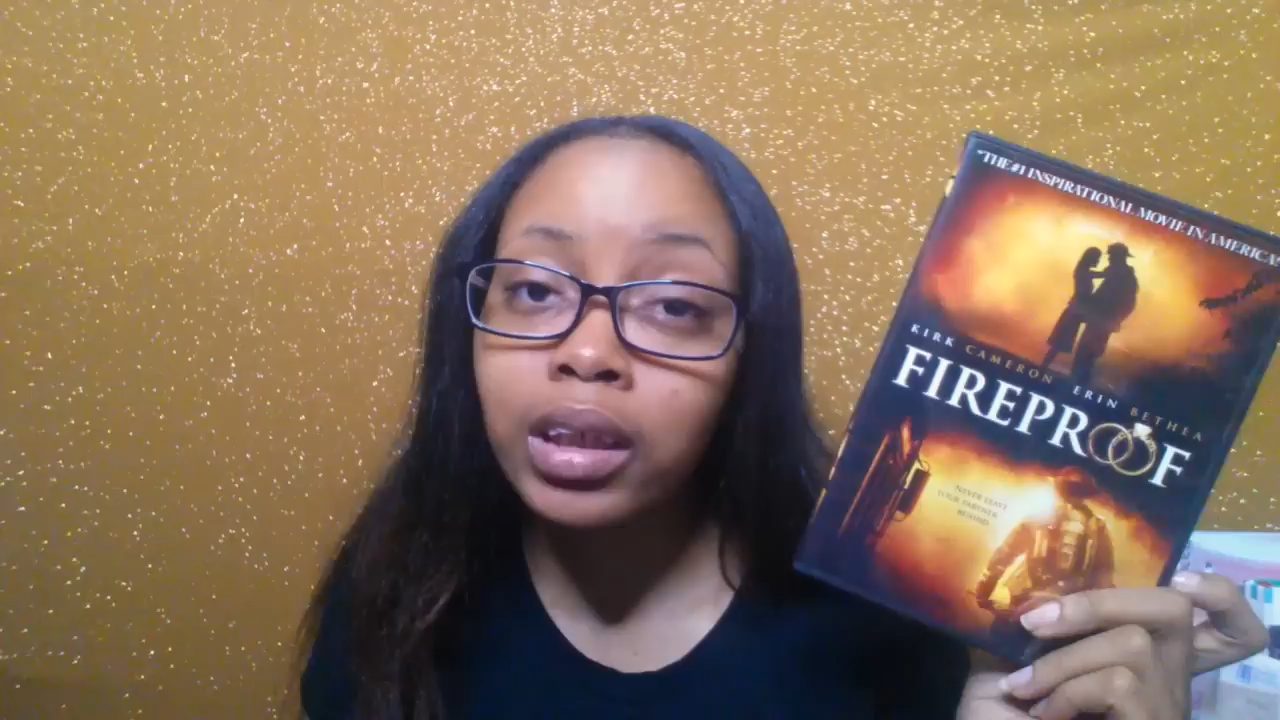 "THE #1 INSPIRATIONAL MOVIE IN AMERICA"
KIRK CAMERON ERIN BETHEA
FIREPROOF
NEVER LEAVE
YOUR PARTNER
BEHIND